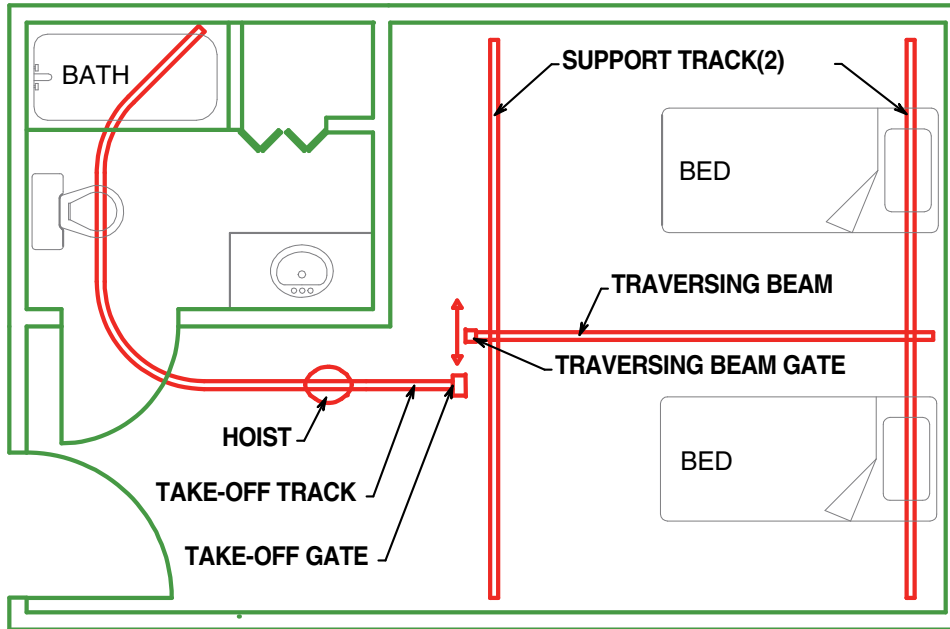 BATH
SUPPORT TRACK(2)
BED
TRAVERSING BEAM
TRAVERSING BEAM GATE
HOIST
BED
TAKE-OFF TRACK
TAKE-OFF GATE